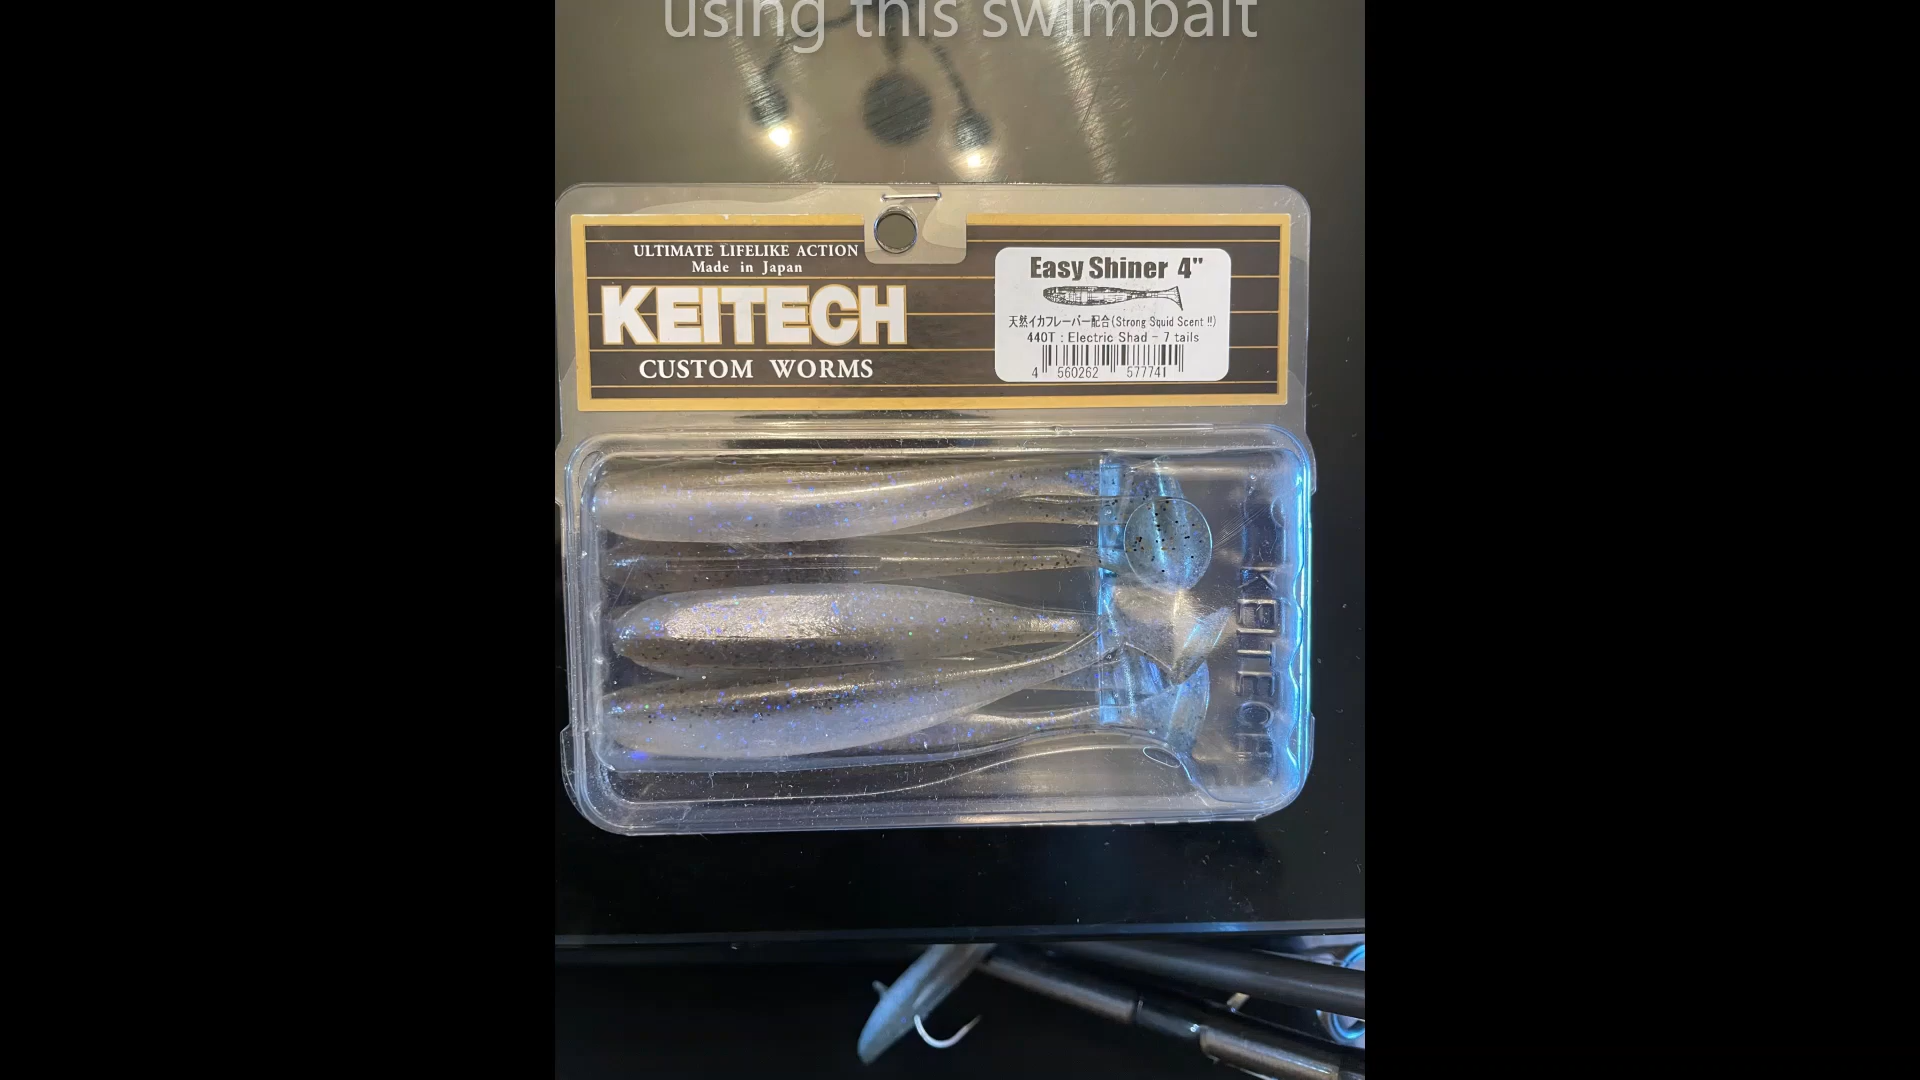 using this swimbait
ULTIMATE LIFELIKE ACTION
Made in Japan
KEITECH
CUSTOM WORMS
Easy Shiner 4"
天然イカフレーバー配合(Strong Squid Scent !!)
440T : Electric Shad - 7 tails
4 560262 577741
KEITECH